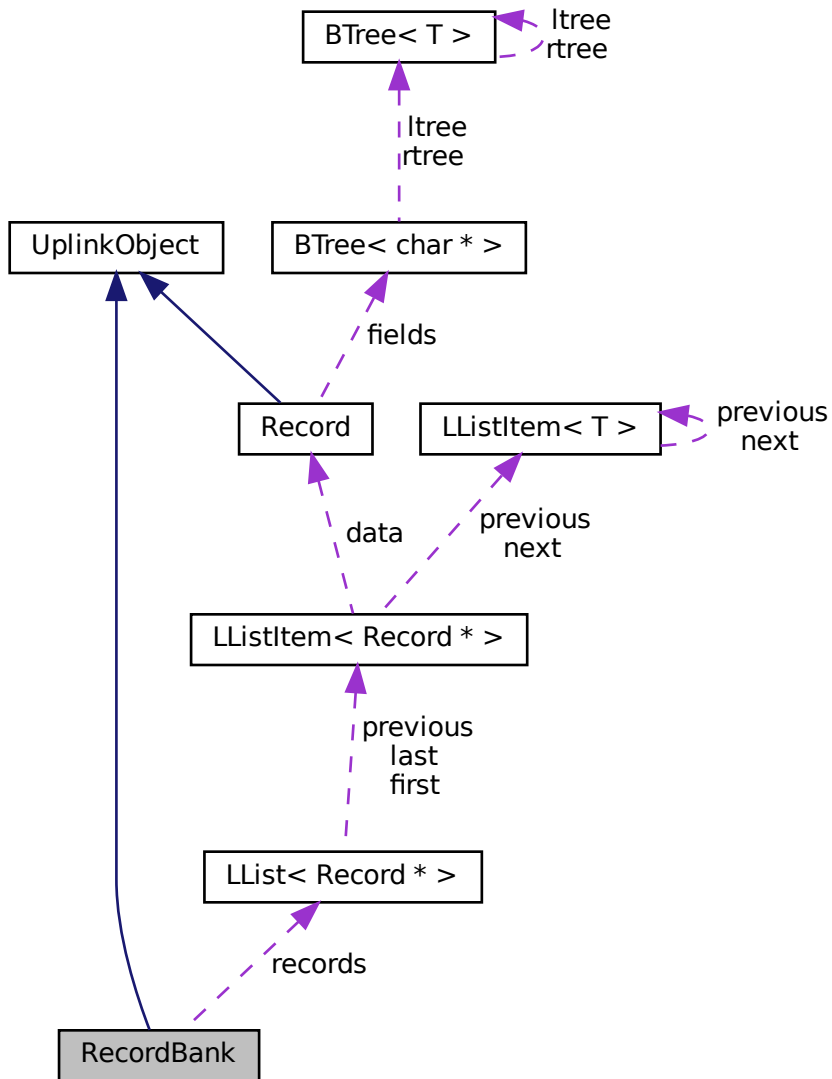 BTree< T >
ltree
rtree
ltree
rtree
UplinkObject
BTree< char * >
fields
Record
LListItem< T >
previous
next
data
previous
next
LListItem< Record * >
previous
last
first
LList< Record * >
records
RecordBank